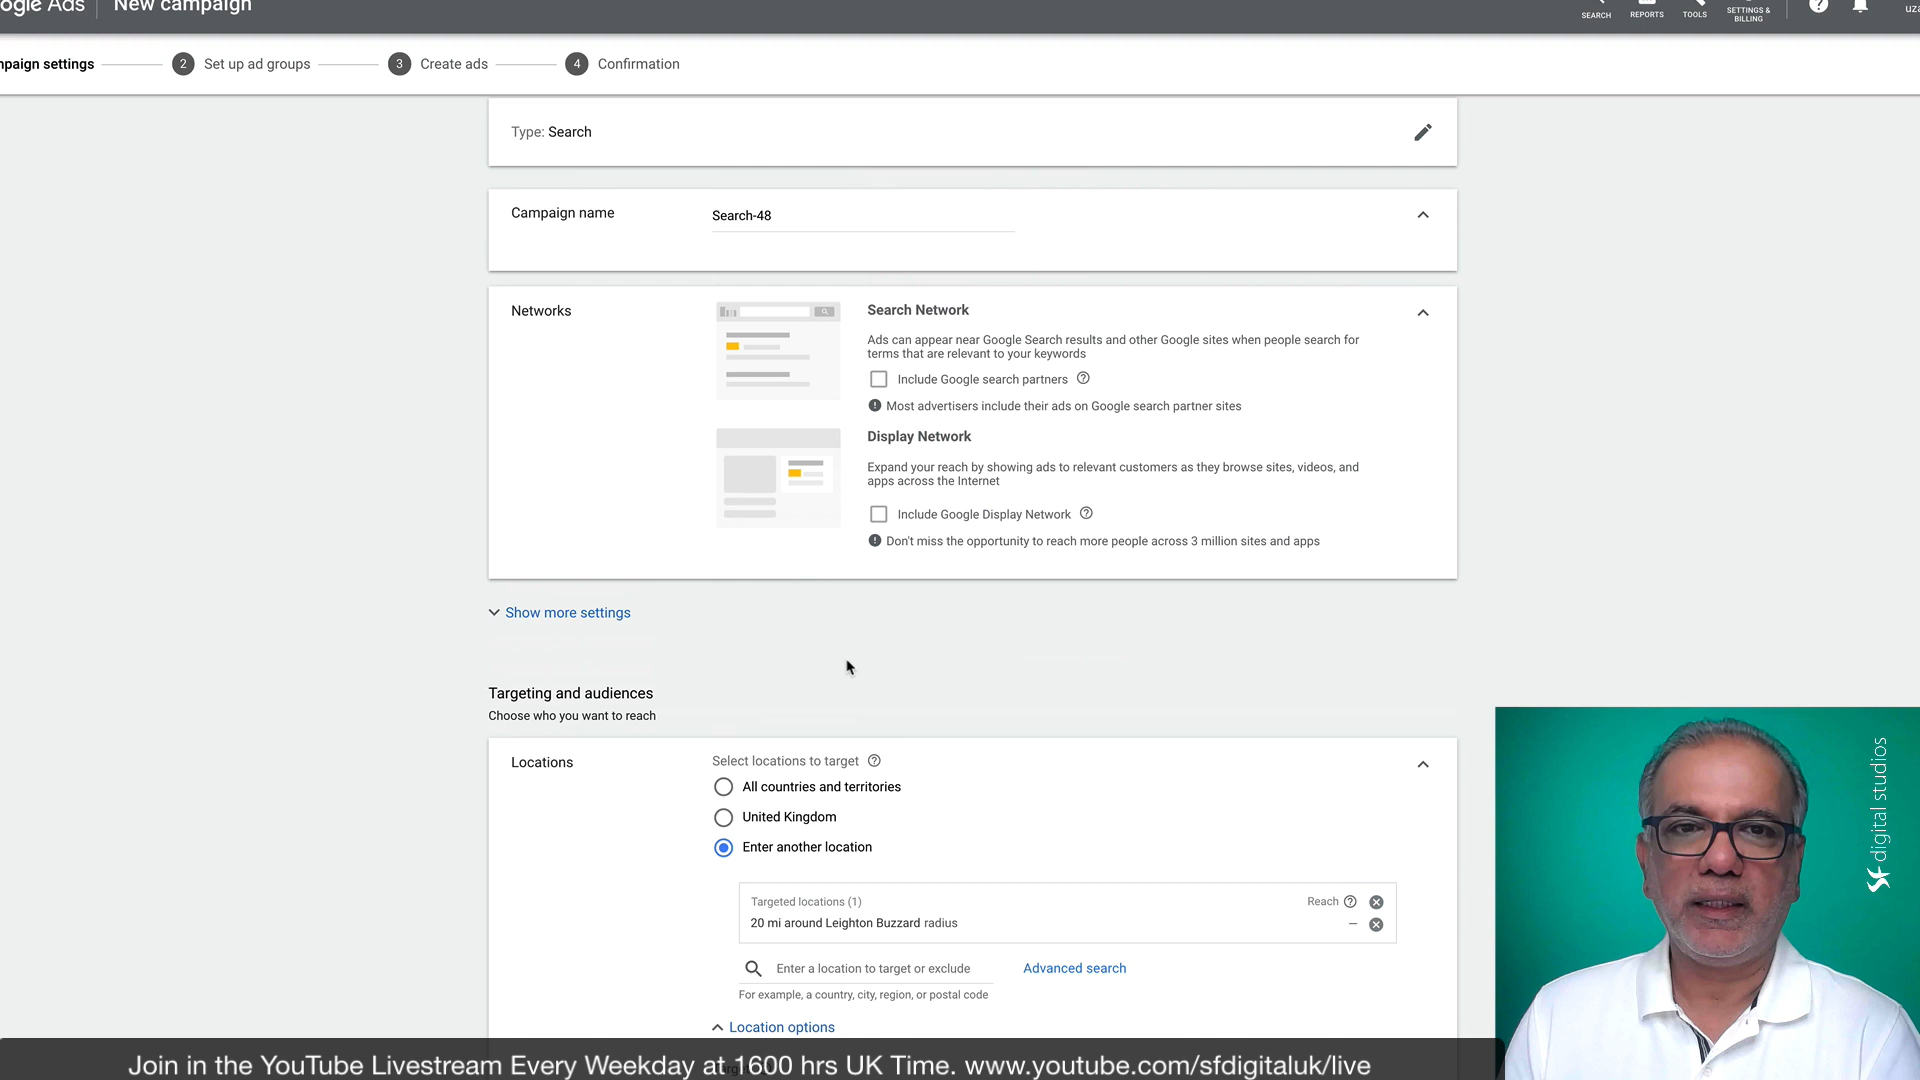 ogle Ads New campaign
SEARCH REPORTS TOOLS SETTINGS & BILLING
uza
mpaign settings 2 Set up ad groups 3 Create ads 4 Confirmation
Type: Search
Campaign name Search-48
Networks
Search Network
Ads can appear near Google Search results and other Google sites when people search for
terms that are relevant to your keywords
Include Google search partners
Most advertisers include their ads on Google search partner sites
Display Network
Expand your reach by showing ads to relevant customers as they browse sites, videos, and
apps across the Internet
Include Google Display Network
Don't miss the opportunity to reach more people across 3 million sites and apps
Show more settings
Targeting and audiences
Choose who you want to reach
Locations
Select locations to target
All countries and territories
United Kingdom
Enter another location
Targeted locations (1) Reach
20 mi around Leighton Buzzard radius –
Enter a location to target or exclude Advanced search
For example, a country, city, region, or postal code
Location options
digital studios
Join in the YouTube Livestream Every Weekday at 1600 hrs UK Time. www.youtube.com/sfdigitaluk/live